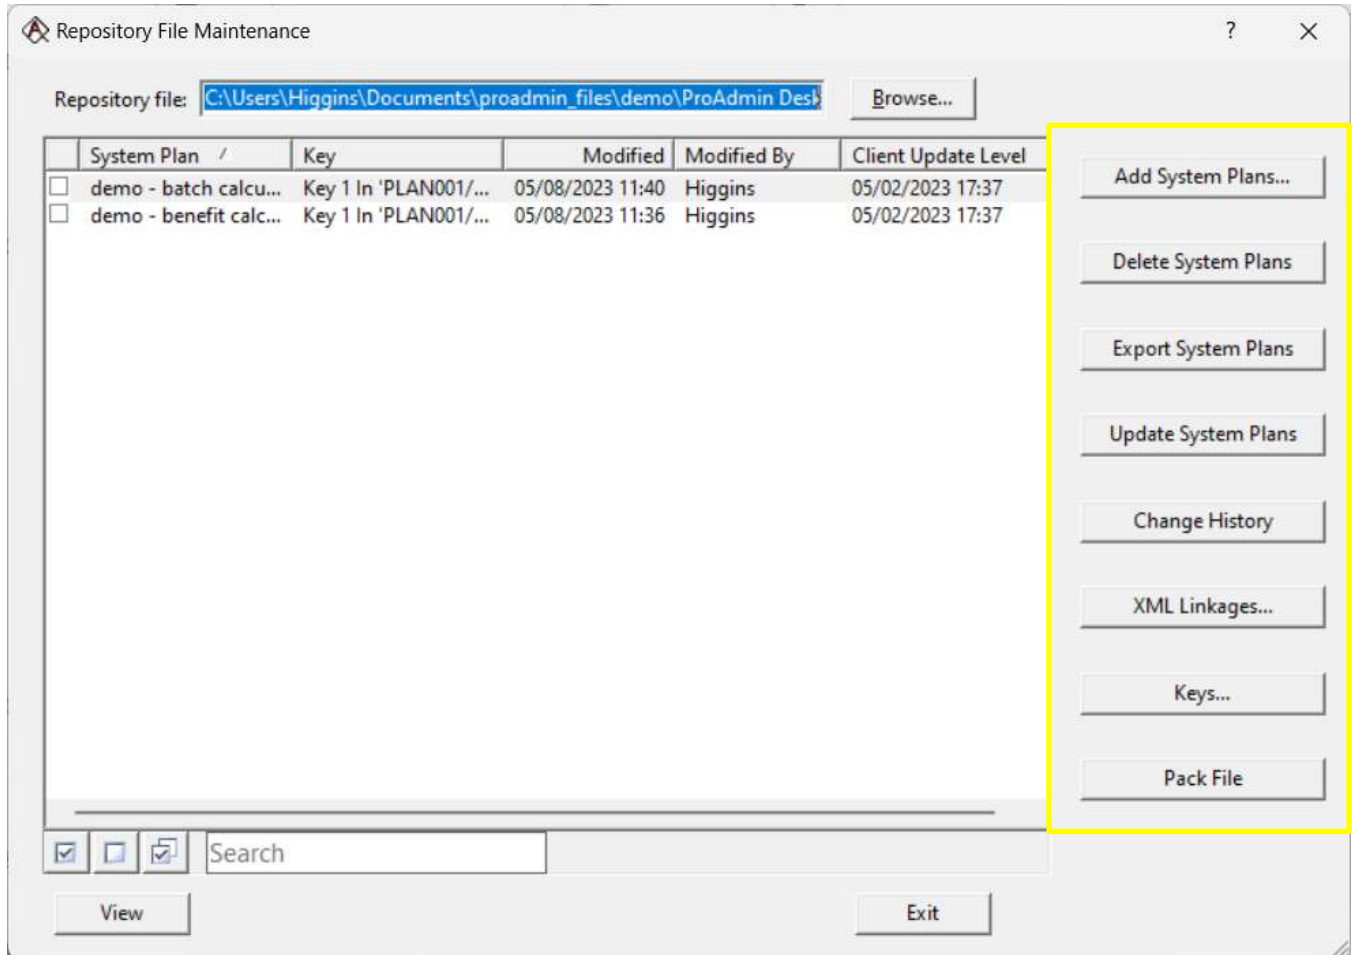 Repository File Maintenance
Repository file: C:\Users\Higgins\Documents\proadmin_files\demo\ProAdmin Des Browse...
System Plan Key Modified Modified By Client Update Level
demo - batch calcu... Key 1 In 'PLAN001/... 05/08/2023 11:40 Higgins 05/02/2023 17:37
demo - benefit calc... Key 1 In 'PLAN001/... 05/08/2023 11:36 Higgins 05/02/2023 17:37
Add System Plans...
Delete System Plans
Export System Plans
Update System Plans
Change History
XML Linkages...
Keys...
Pack File
Search
View Exit